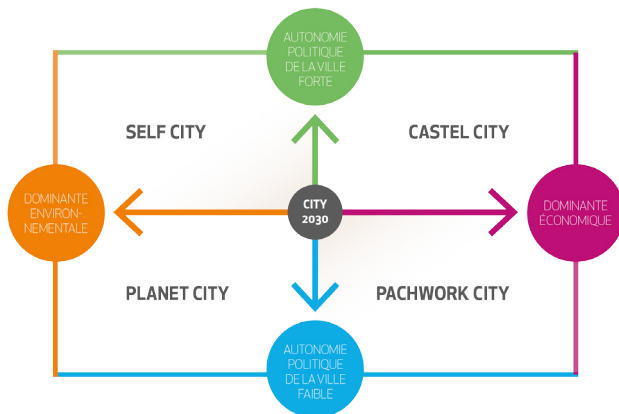 AUTONOMIE
POLITIQUE
DE LA VILLE
FORTE
SELF CITY
CASTEL CITY
DOMINANTE
ENVIRON-
NEMENTALE
CITY
2030
DOMINANTE
ÉCONOMIQUE
PLANET CITY
PACHWORK CITY
AUTONOMIE
POLITIQUE
DE LA VILLE
FAIBLE